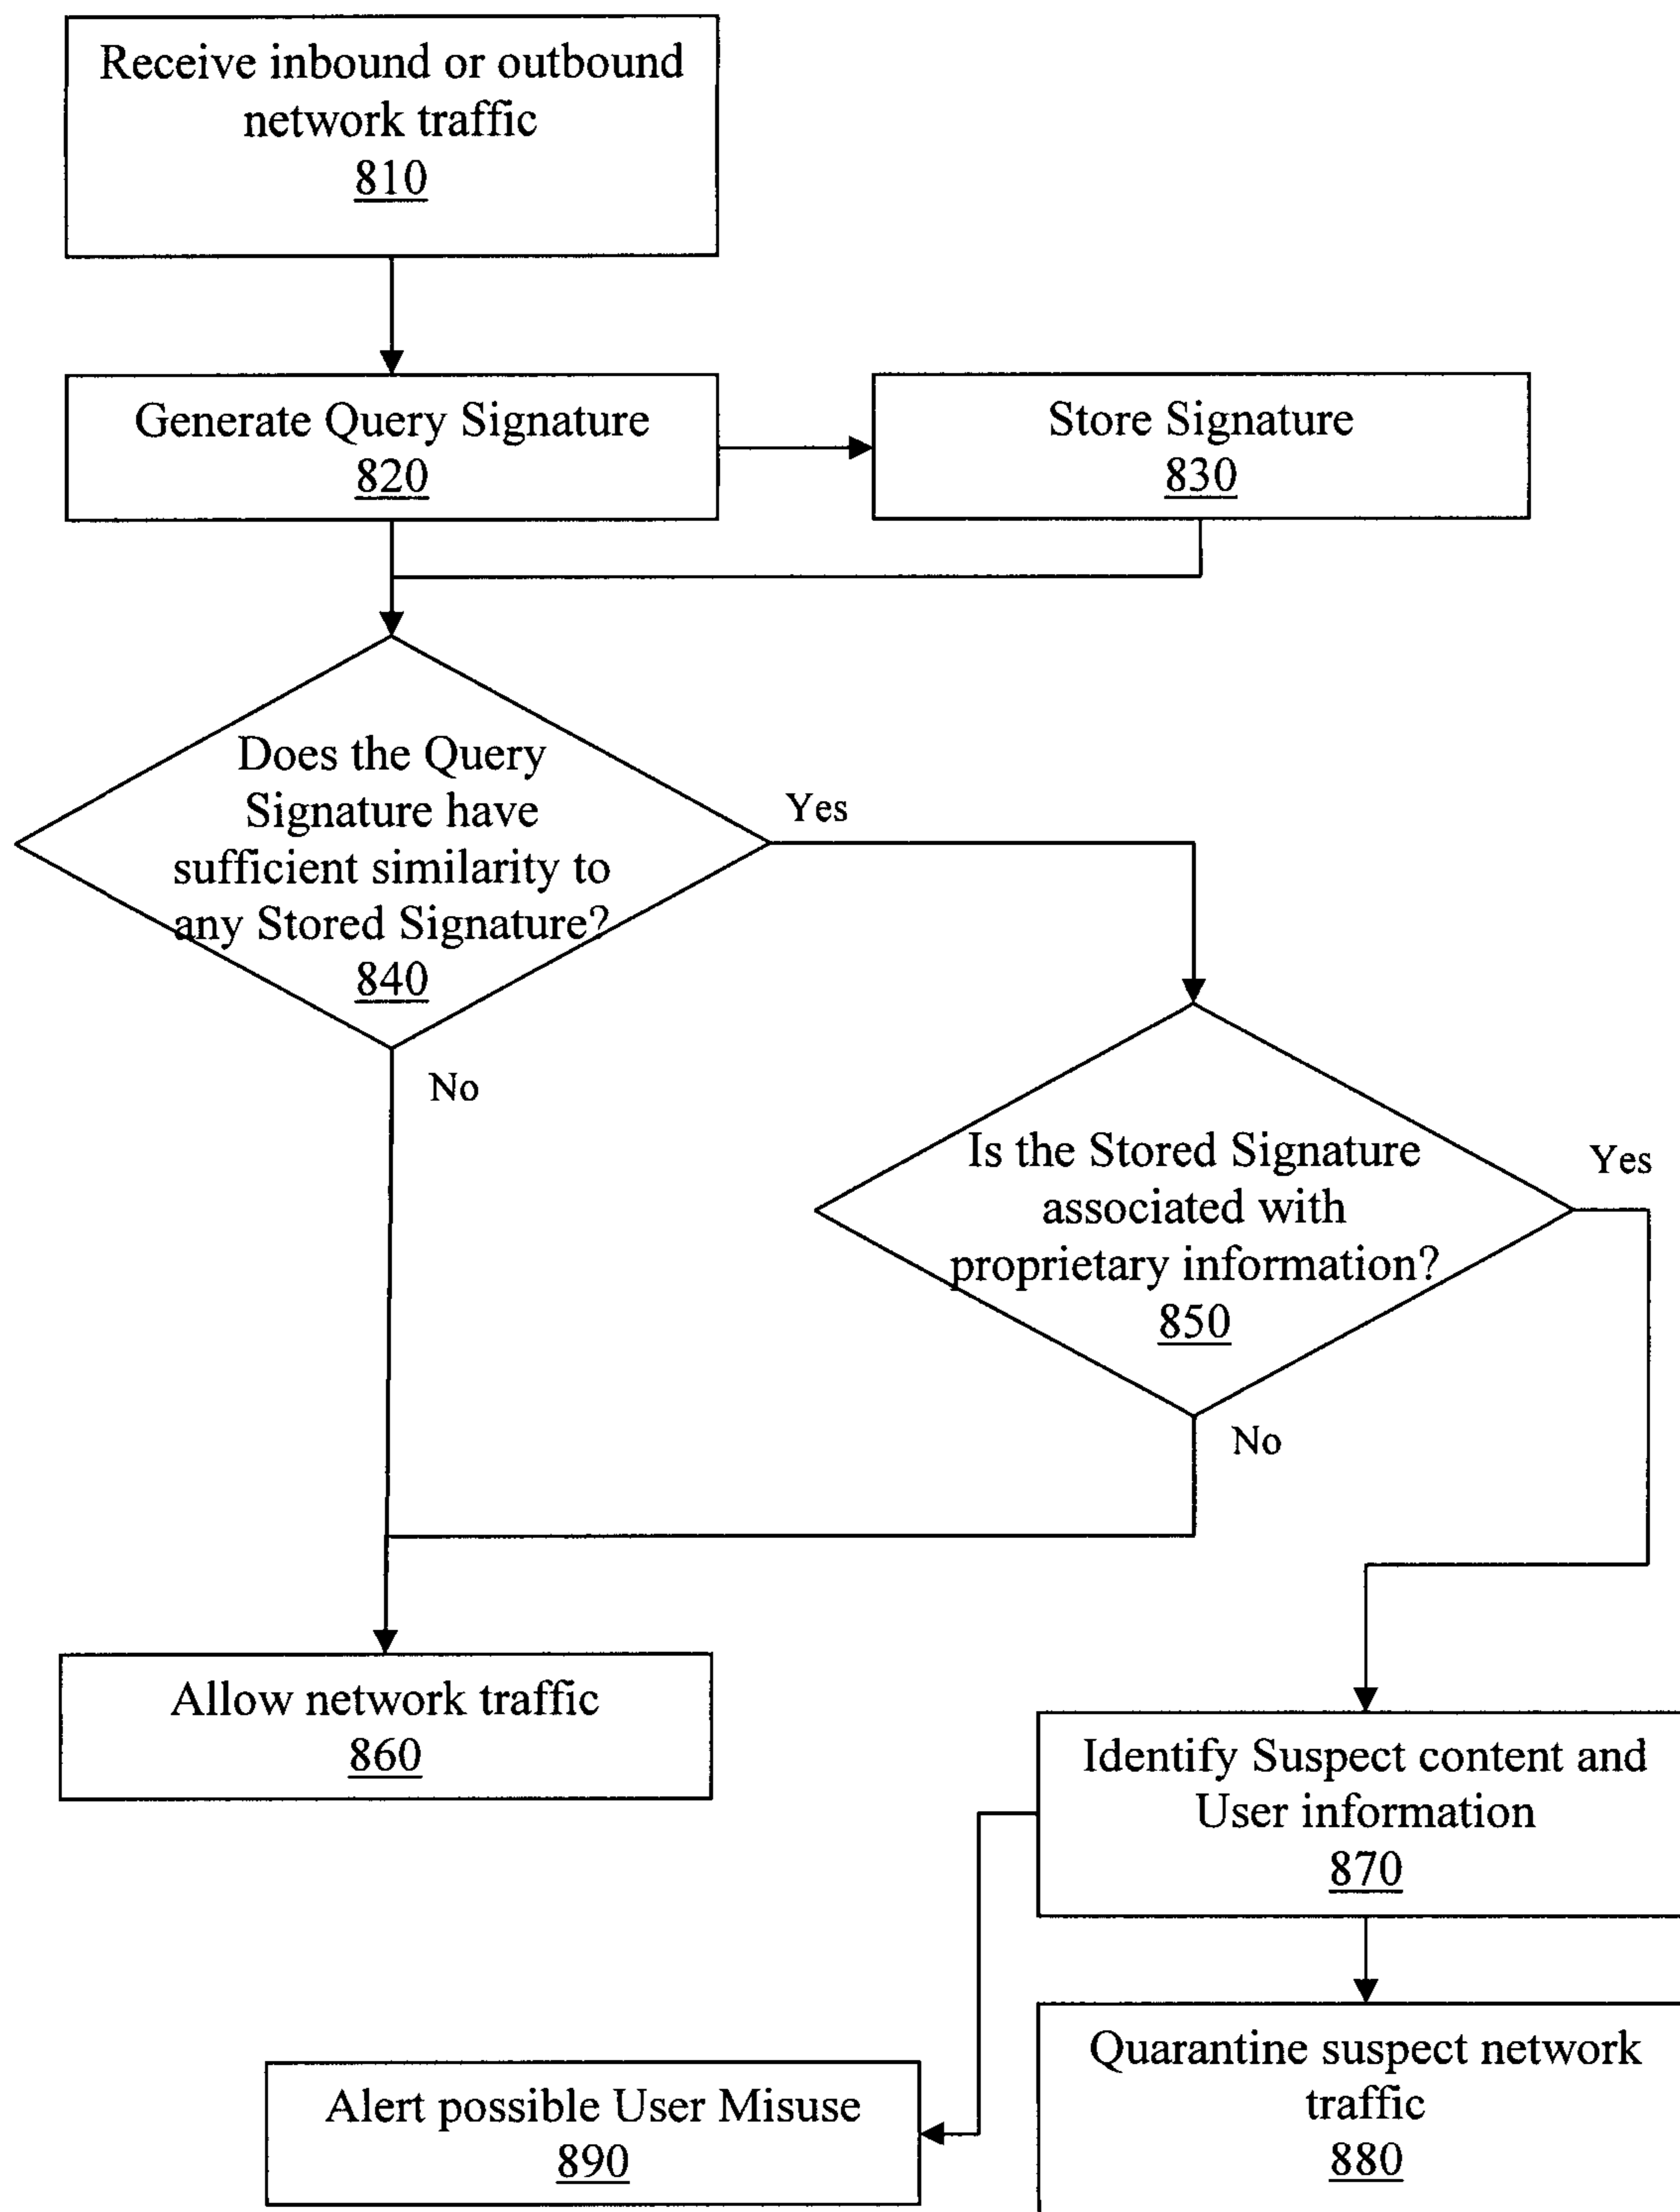 Receive inbound or outbound
network traffic
810
Generate Query Signature
820
Store Signature
830
Does the Query
Signature have
sufficient similarity to
any Stored Signature?
840
Yes
No
Is the Stored Signature
associated with
proprietary information?
850
Yes
No
Allow network traffic
860
Identify Suspect content and
User information
870
Quarantine suspect network
traffic
880
Alert possible User Misuse
890